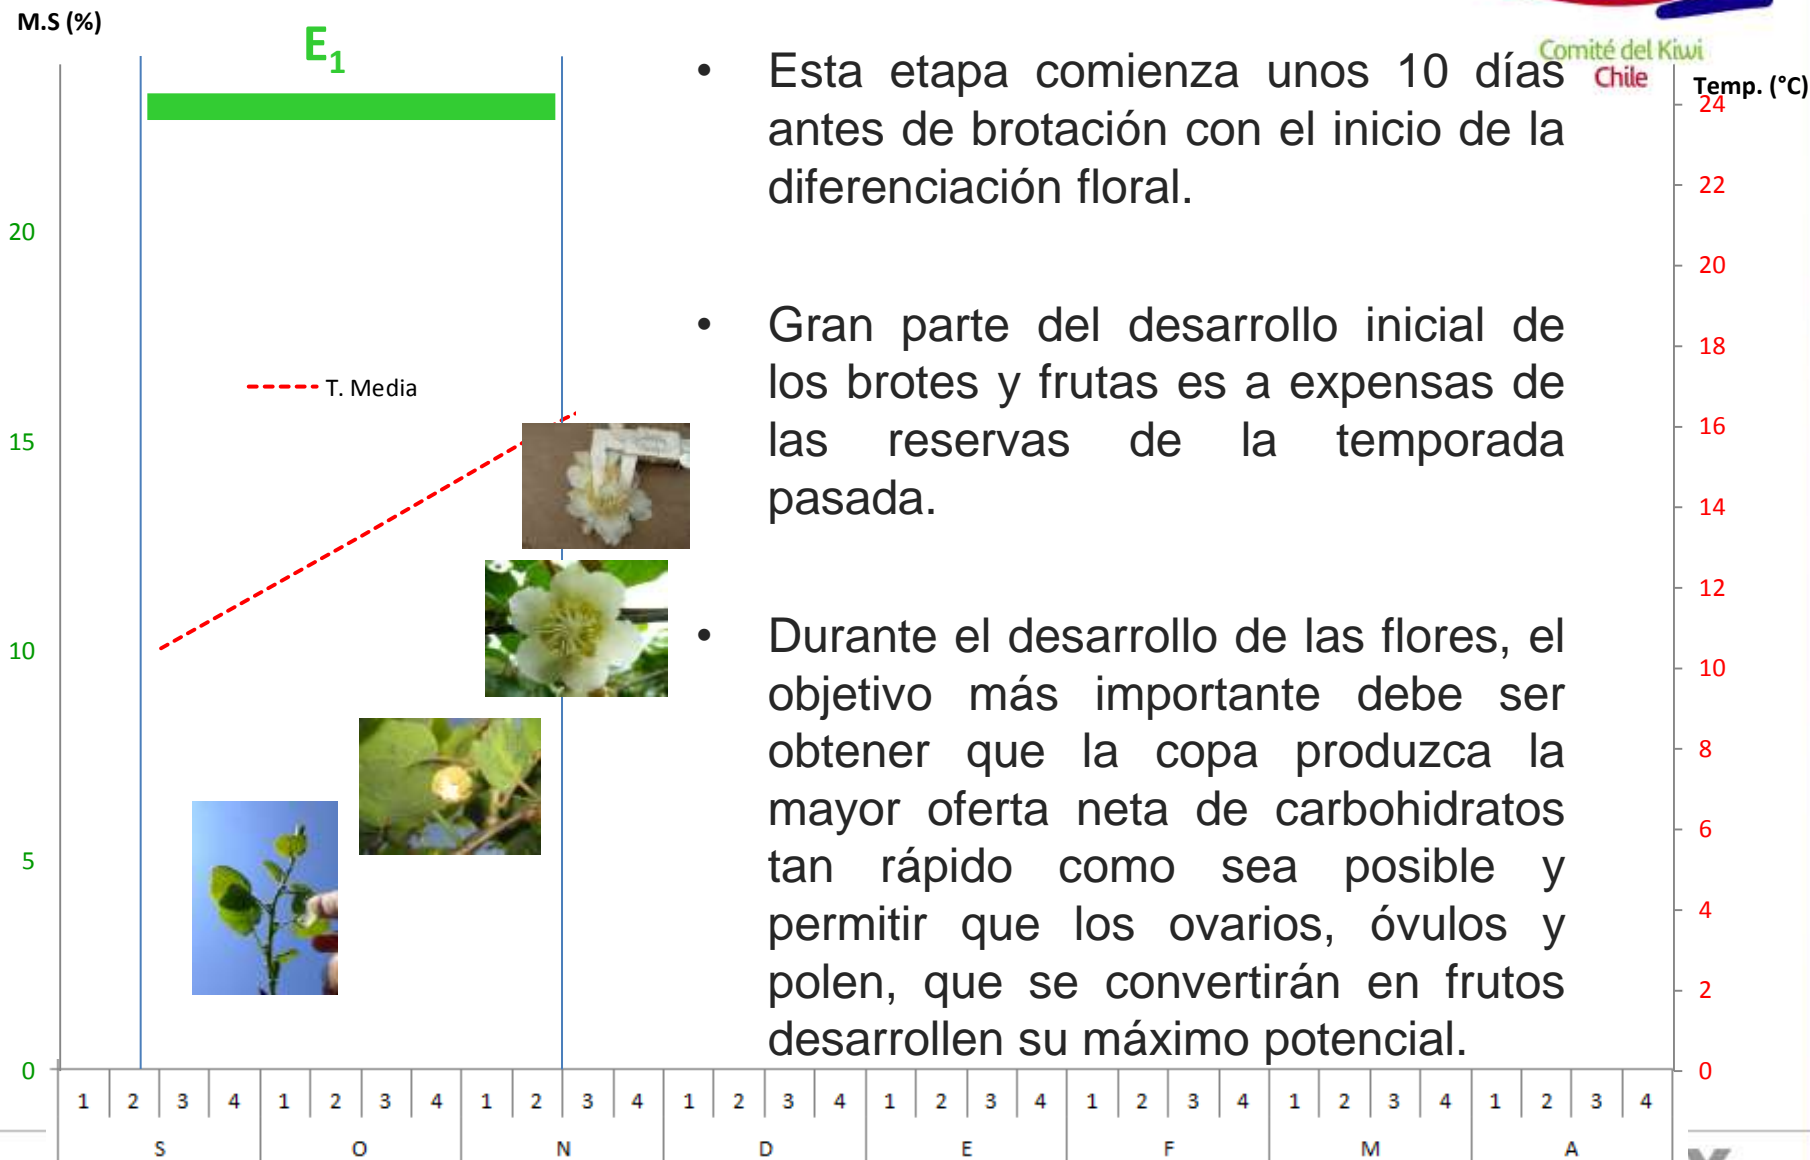 M.S (%)
E1
Comité del Kiwi
Chile
Temp. (°C)
• Esta etapa comienza unos 10 días
antes de brotación con el inicio de la
diferenciación floral.
• Gran parte del desarrollo inicial de
los brotes y frutas es a expensas de
las reservas de la temporada
pasada.
• Durante el desarrollo de las flores, el
objetivo más importante debe ser
obtener que la copa produzca la
mayor oferta neta de carbohidratos
tan rápido como sea posible y
permitir que los ovarios, óvulos y
polen, que se convertirán en frutos
desarrollen su máximo potencial.
T. Media
20
15
10
5
0
24
22
20
18
16
14
12
10
8
6
4
2
0
1 2 3 4 1 2 3 4 1 2 3 4 1 2 3 4 1 2 3 4 1 2 3 4 1 2 3 4 1 2 3 4
S O N D E F M A